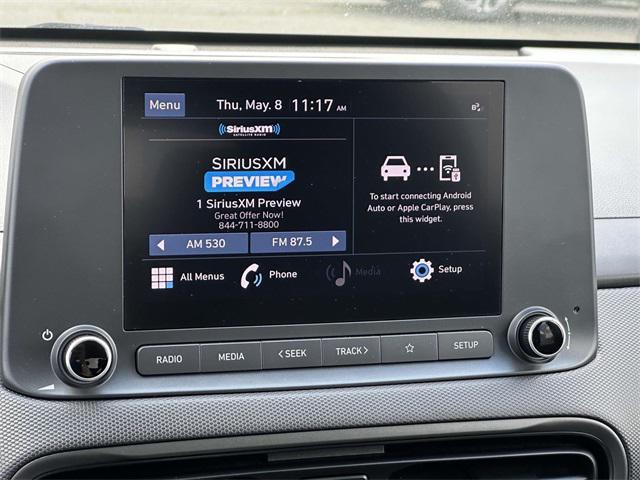 Menu
Thu, May. 8
11:17 AM
SiriusXM
SATELLITE RADIO
SIRIUSXM
PREVIEW
1 SiriusXM Preview
Great Offer Now!
844-711-8800
AM 530
FM 87.5
To start connecting Android
Auto or Apple CarPlay, press
this widget.
All Menus
Phone
Media
Setup
RADIO
MEDIA
< SEEK
TRACK >
SETUP